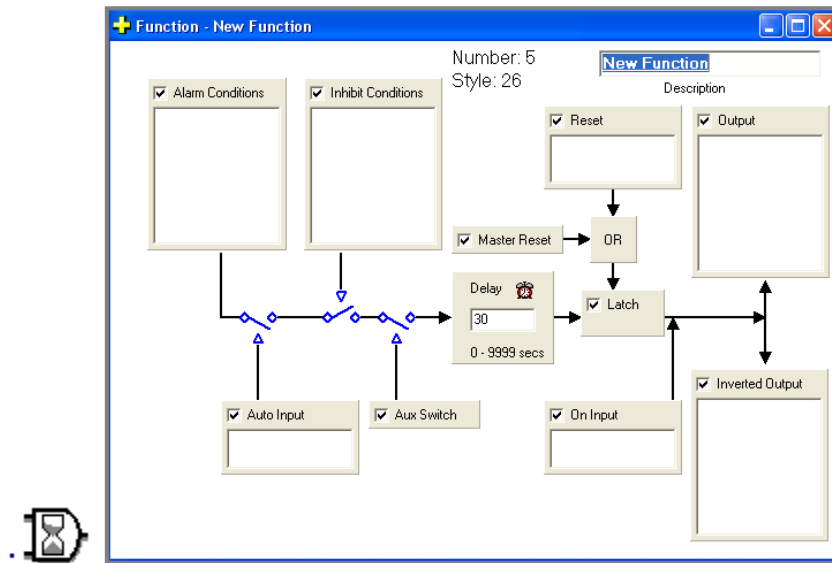 Function - New Function
Number: 5
Style: 26
New Function
Description
Alarm Conditions
Inhibit Conditions
Reset
Output
Master Reset
OR
Delay
30
0 - 9999 secs
Latch
Auto Input
Aux Switch
On Input
Inverted Output